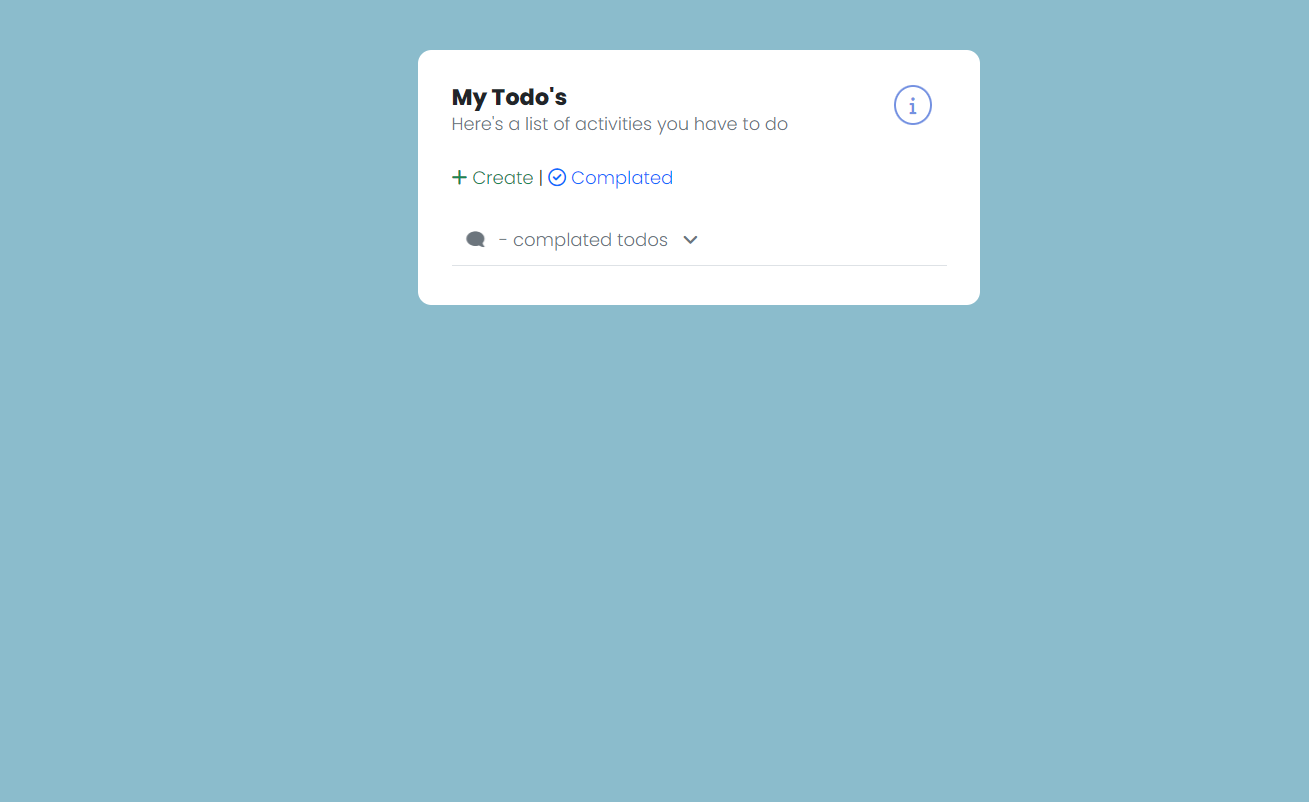 My Todo's
Here's a list of activities you have to do
Create | Complated
- complated todos